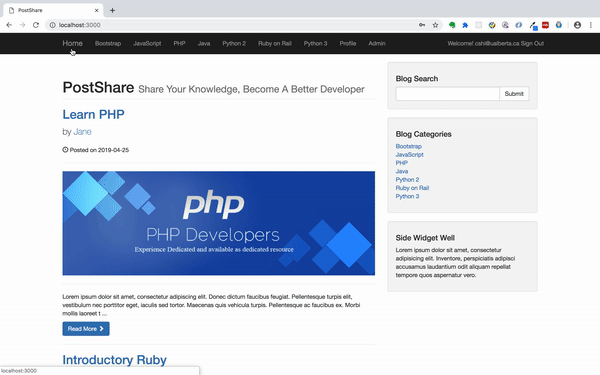 PostShare
localhost:3000
Home Bootstrap JavaScript PHP Java Python 2 Ruby on Rail Python 3 Profile Admin Welcome! oshi@ualberta.ca Sign Out
PostShare Share Your Knowledge, Become A Better Developer
Learn PHP
by Jane
Posted on 2019-04-25
php
PHP Developers
Experience Dedicated and available as dedicated resource
Lorem ipsum dolor sit amet, consectetur adipiscing elit. Donec dictum faucibus feugiat. Pellentesque turpis elit,
vestibulum nec porttitor eget, iaculis sed tortor. Maecenas quis vehicula turpis. Pellentesque ac faucibus ex. Morbi
mollis laoreet t ...
Read More
Introductory Ruby
Blog Search
Submit
Blog Categories
Bootstrap
JavaScript
PHP
Java
Python 2
Ruby on Rail
Python 3
Side Widget Well
Lorem ipsum dolor sit amet, consectetur adipisicing
elit. Inventore, perspiciatis adipisci
accusamus laudantium odit aliquam repellat
tempore quos aspernatur vero.
localhost:3000